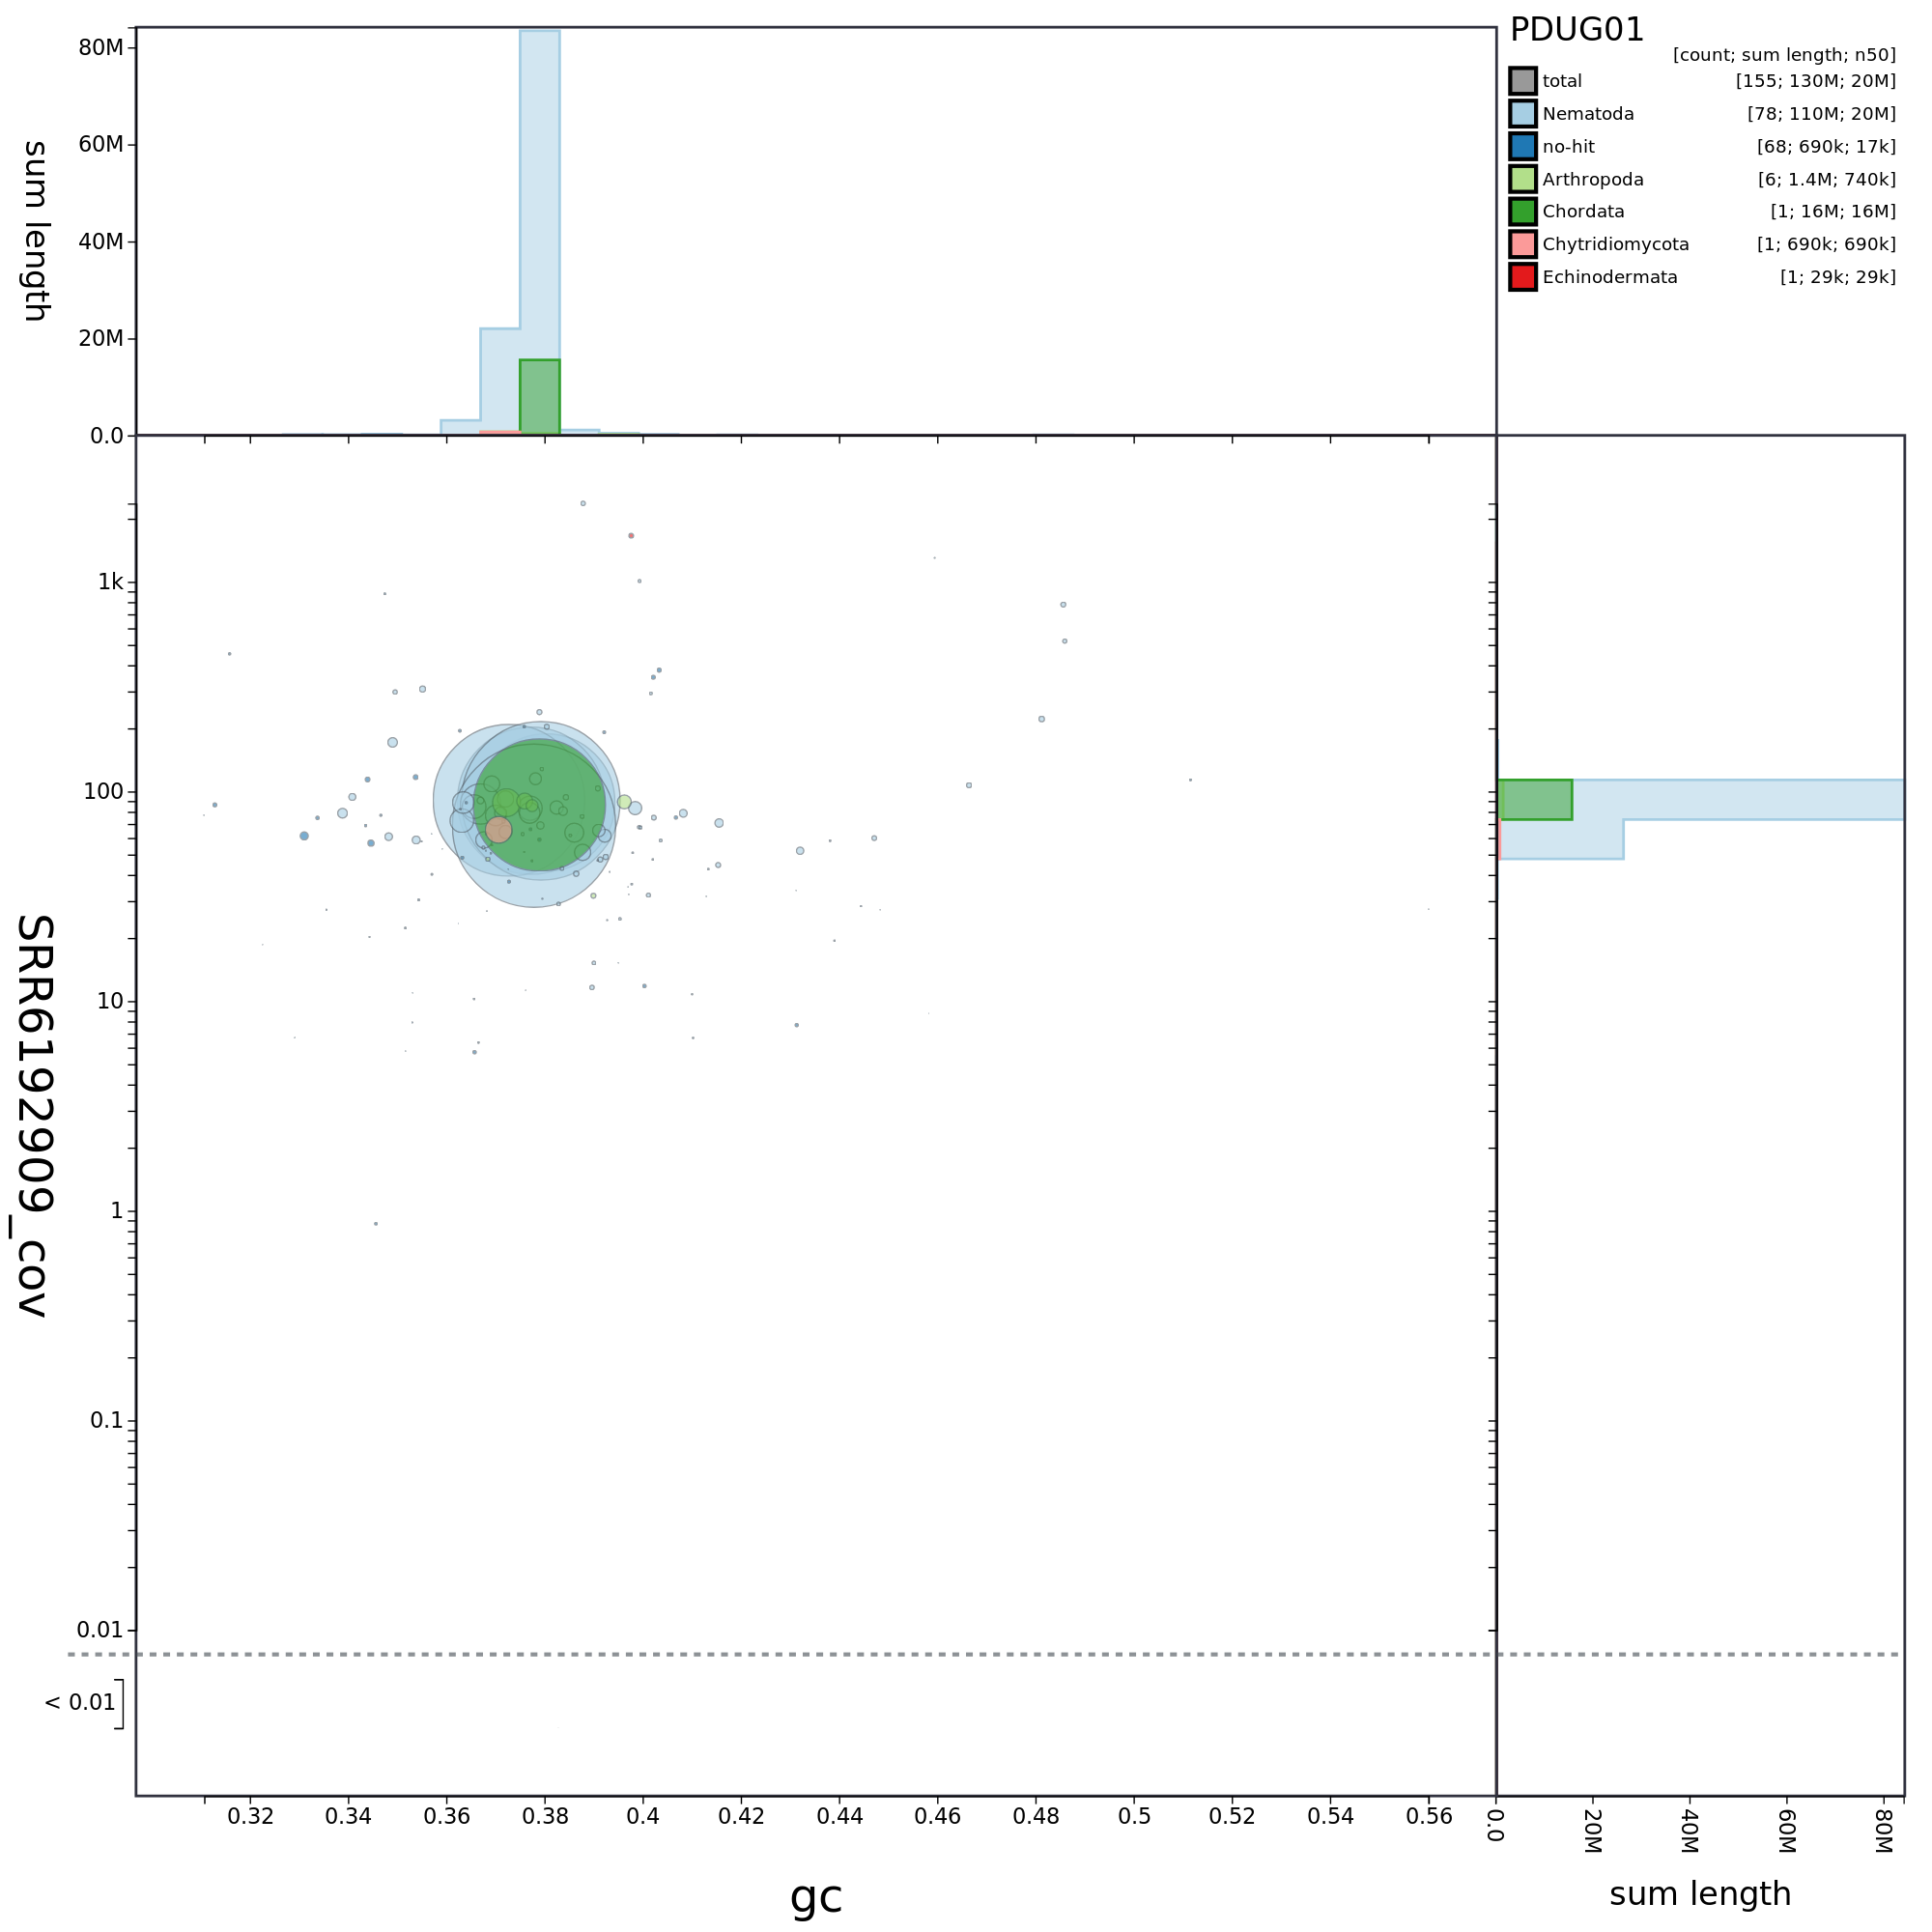 PDUG01
[count; sum length; n50]
total [155; 130M; 20M]
Nematoda [78; 110M; 20M]
no-hit [68; 690k; 17k]
Arthropoda [6; 1.4M; 740k]
Chordata [1; 16M; 16M]
Chytridiomycota [1; 690k; 690k]
Echinodermata [1; 29k; 29k]
sum length
80M
60M
40M
20M
0.0
SRR6192909_cov
1k
100
10
1
0.1
0.01
< 0.01
0.32 0.34 0.36 0.38 0.4 0.42 0.44 0.46 0.48 0.5 0.52 0.54 0.56
gc
0.0 20M 40M 60M 80M
sum length